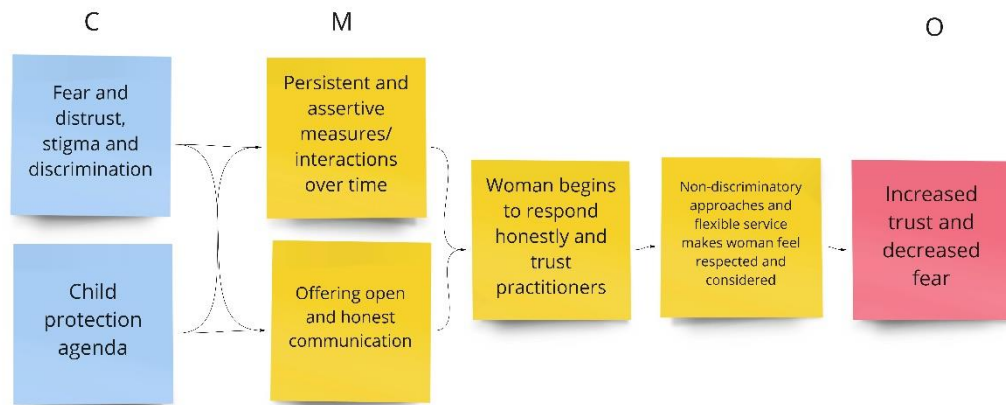 C
M
O
Fear and
distrust,
stigma and
discrimination
Persistent and
assertive
measures/
interactions
over time
Child
protection
agenda
Offering open
and honest
communication
Woman begins
to respond
honestly and
trust
practitioners
Non-discriminatory
approaches and
flexible service
makes woman feel
respected and
considered
Increased
trust and
decreased
fear